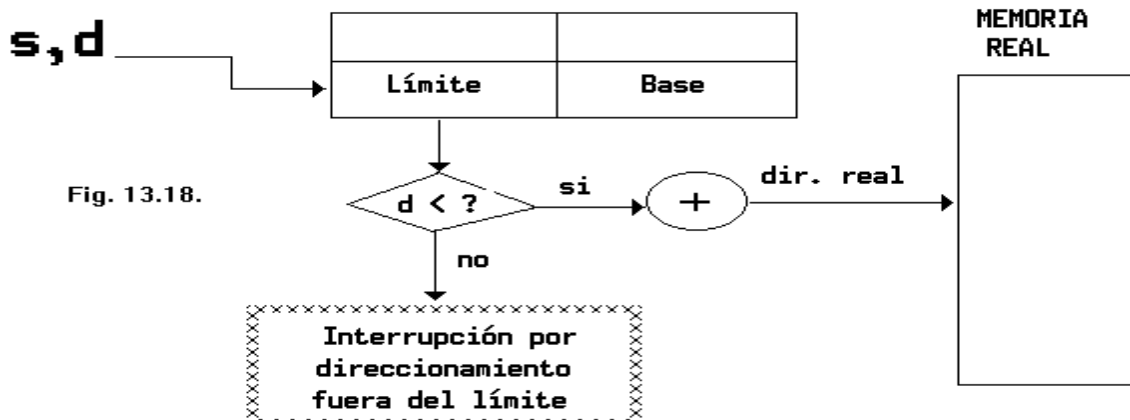 MEMORIA
REAL
s,d
Límite
Base
Fig. 13.18.
d < ?
si
+
dir. real
no
Interrupción por
direccionamiento
fuera del límite